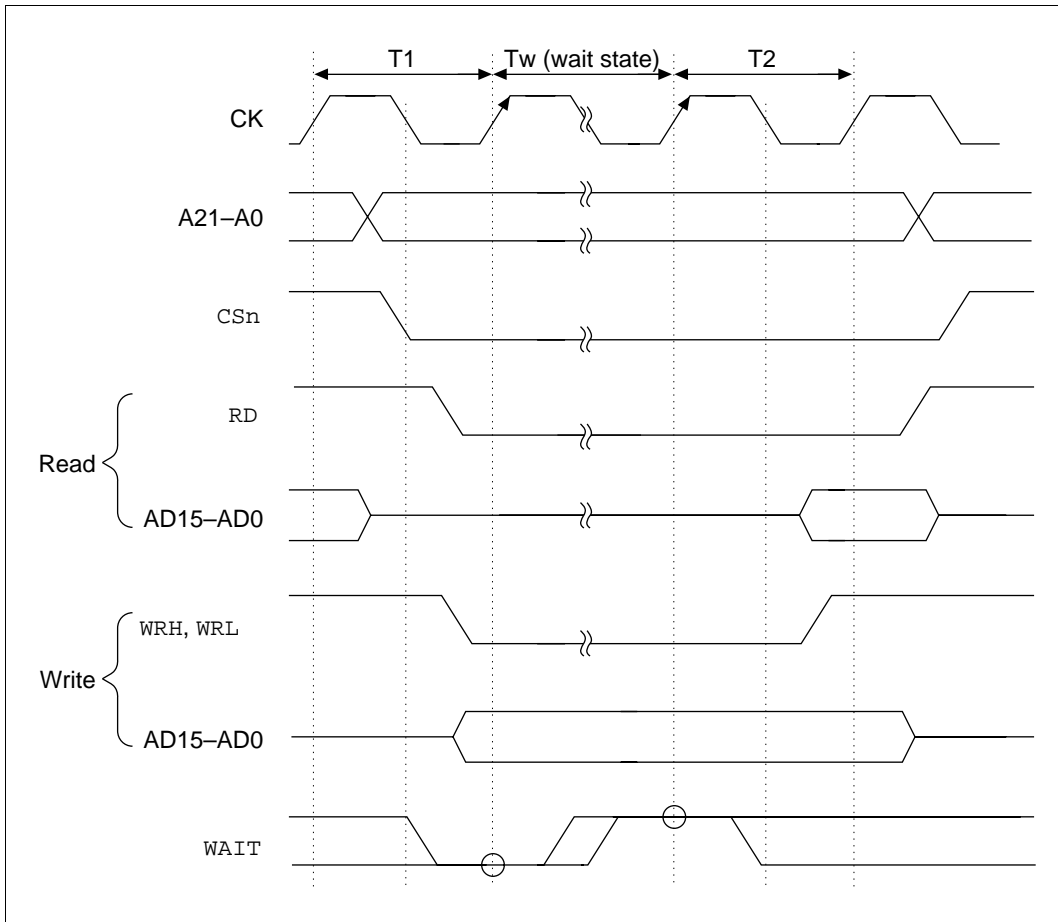 T1 Tw (wait state) T2
CK
A21–A0
CSn
RD
Read
AD15–AD0
WRH, WRL
Write
AD15–AD0
WAIT